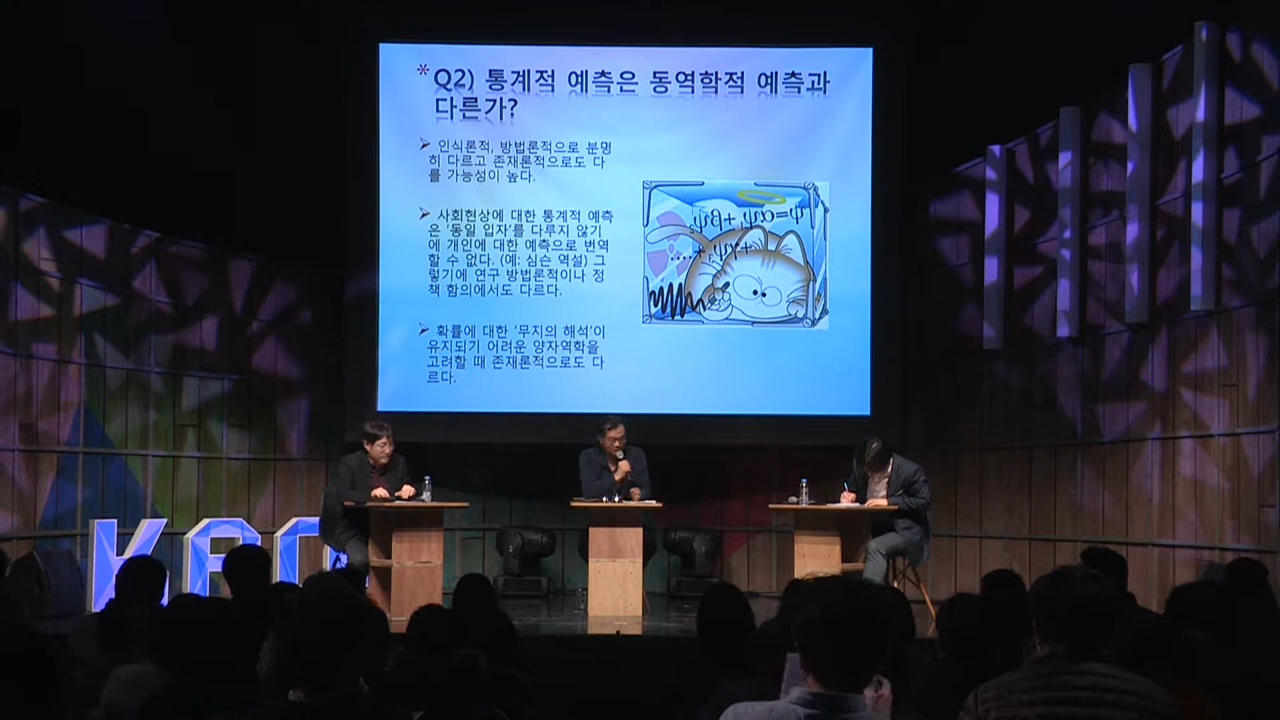 * Q2) 통계적 예측은 동역학적 예측과
다른가?
➢ 인식론적, 방법론적으로 분명
히 다르고 존재론적으로도 다
를 가능성이 높다.
➢ 사회현상에 대한 통계적 예측
은 ‘동일 입자’를 다루지 않기
에 개인에 대한 예측으로 번역
할 수 없다. (예: 심슨 역설) 그
렇기에 연구 방법론적이나 정
책 함의에서도 다르다.
➢ 확률에 대한 ‘무지의 해석’이
유지되기 어려운 양자역학을
고려할 때 존재론적으로도 다
르다.
ψ=αψ₁+βψ₂
+γψ₃+....
KAO